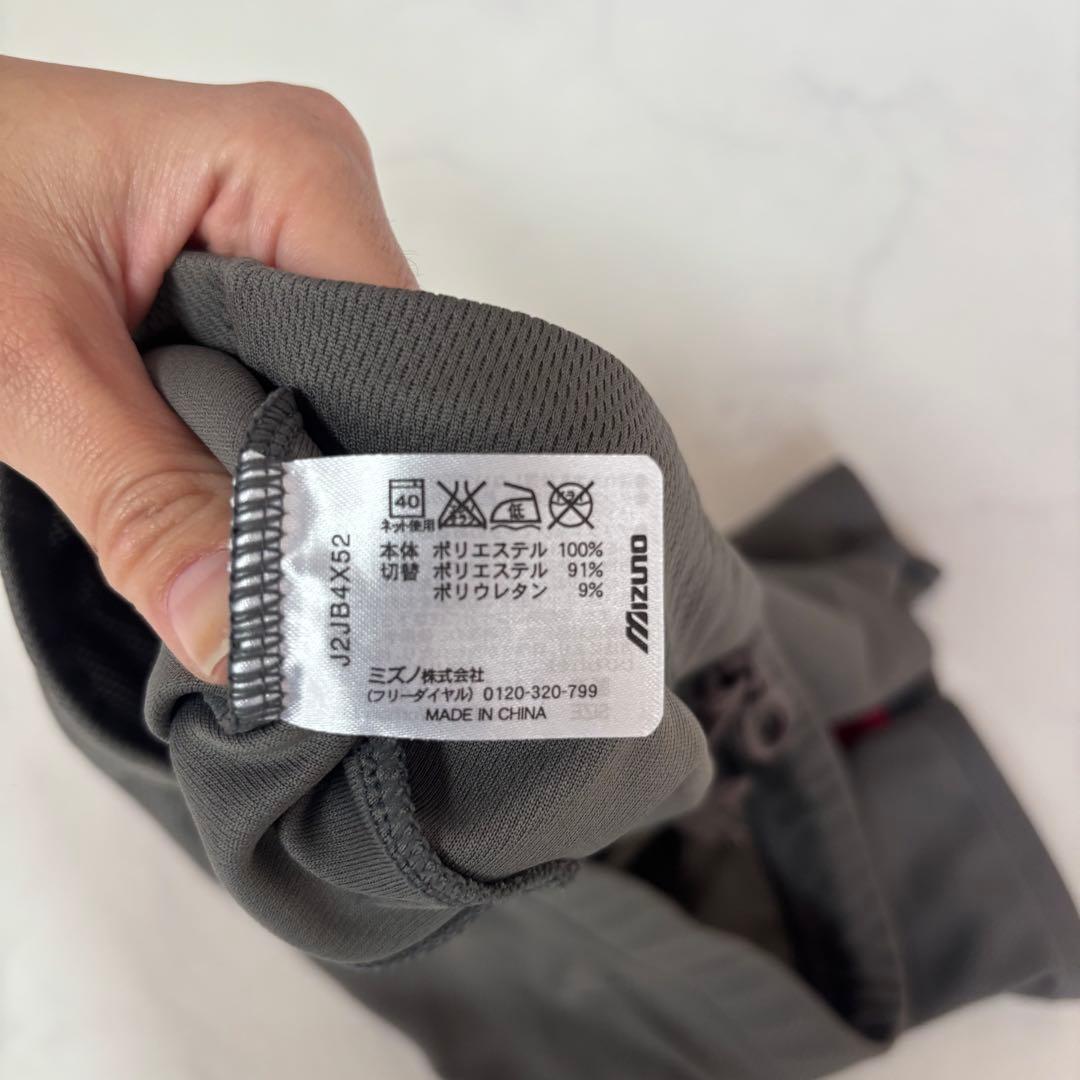 40
ネット使用
低
本体 ポリエステル 100%
切替 ポリエステル 91%
ポリウレタン 9%
ミズノ株式会社
(フリーダイヤル) 0120-320-799
MADE IN CHINA
J2JB4X52
MIZUNO